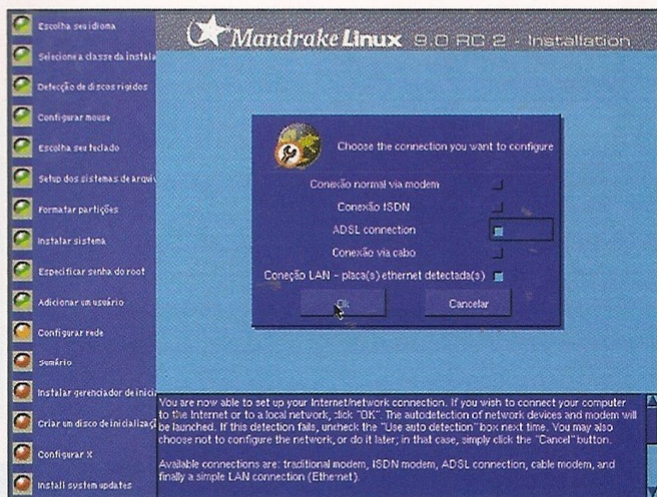 Escolha seu idioma
Selecione a classe da instala
Detecção de discos rígidos
Configurar mouse
Escolha seu teclado
Setup dos sistemas de arquiv
Formatar partições
Instalar sistema
Especificar senha do root
Adicionar um usuário
Configurar rede
Sumário
Instalar gerenciador de inici
Criar um disco de inicializaç
Configurar X
Install system updates
Mandrake Linux 9.0 RC 2 - Installation
Choose the connection you want to configure
Conexão normal via modem
Conexão ISDN
ADSL connection
Conexão via cabo
Coneção LAN - placa(s) ethernet detectada(s)
Ok
Cancelar
You are now able to set up your Internet/network connection. If you wish to connect your computer
to the Internet or to a local network, click "OK". The autodetection of network devices and modem will
be launched. If this detection fails, uncheck the "Use auto detection" box next time. You may also
choose not to configure the network, or do it later; in that case, simply click the "Cancel" button.
Available connections are: traditional modem, ISDN modem, ADSL connection, cable modem, and
finally a simple LAN connection (Ethernet).